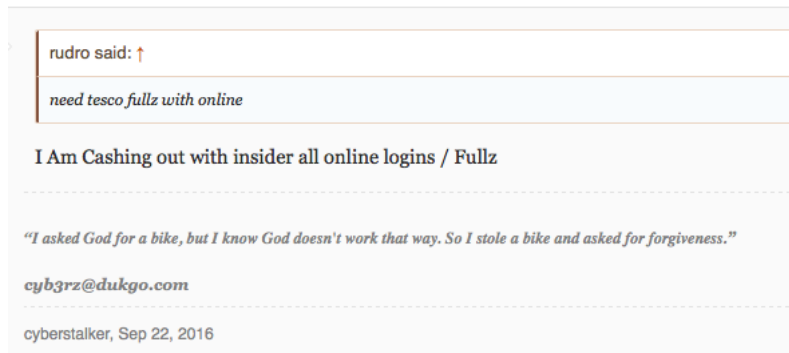 rudro said: ↑
need tesco fullz with online
I Am Cashing out with insider all online logins / Fullz
“I asked God for a bike, but I know God doesn't work that way. So I stole a bike and asked for forgiveness.”
cyb3rz@dukgo.com
cyberstalker, Sep 22, 2016